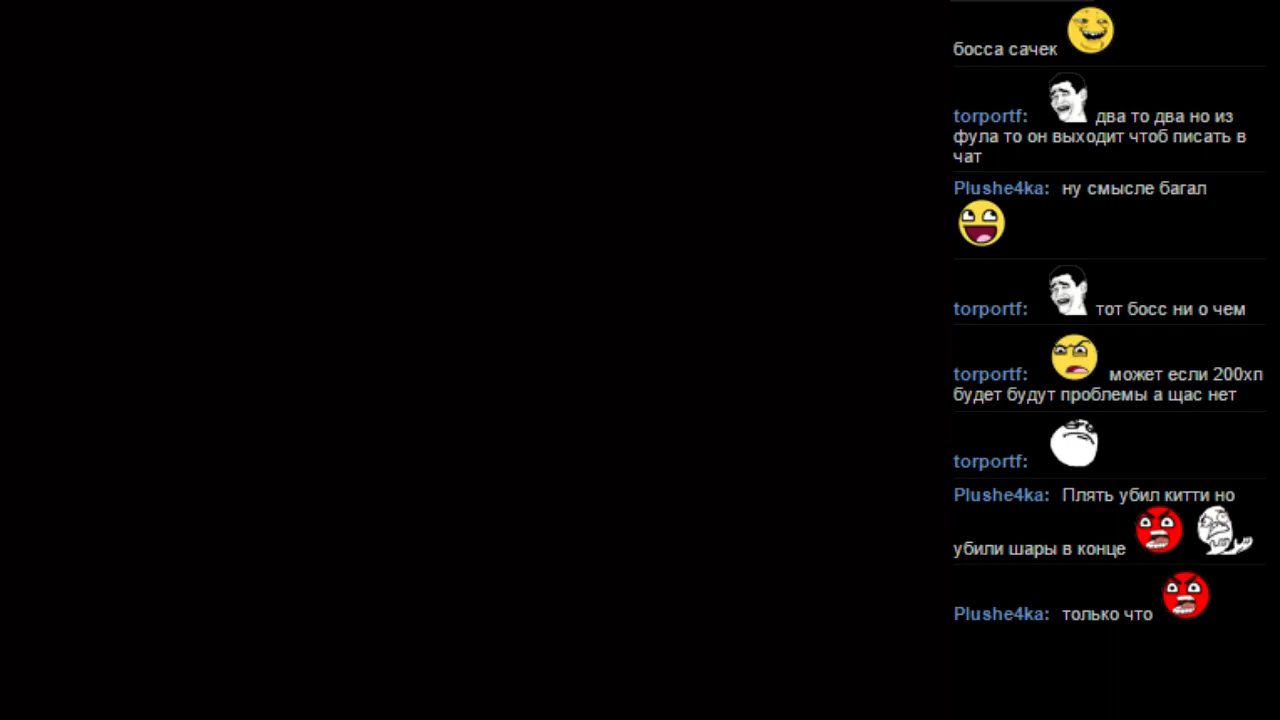 босса сачек
torportf: два то два но из
фула то он выходит чтоб писать в
чат
Plushe4ka: ну смысле багал
torportf: тот босс ни о чем
torportf: может если 200хп
будет будут проблемы а щас нет
torportf:
Plushe4ka: Плять убил китти но
убили шары в конце
Plushe4ka: только что